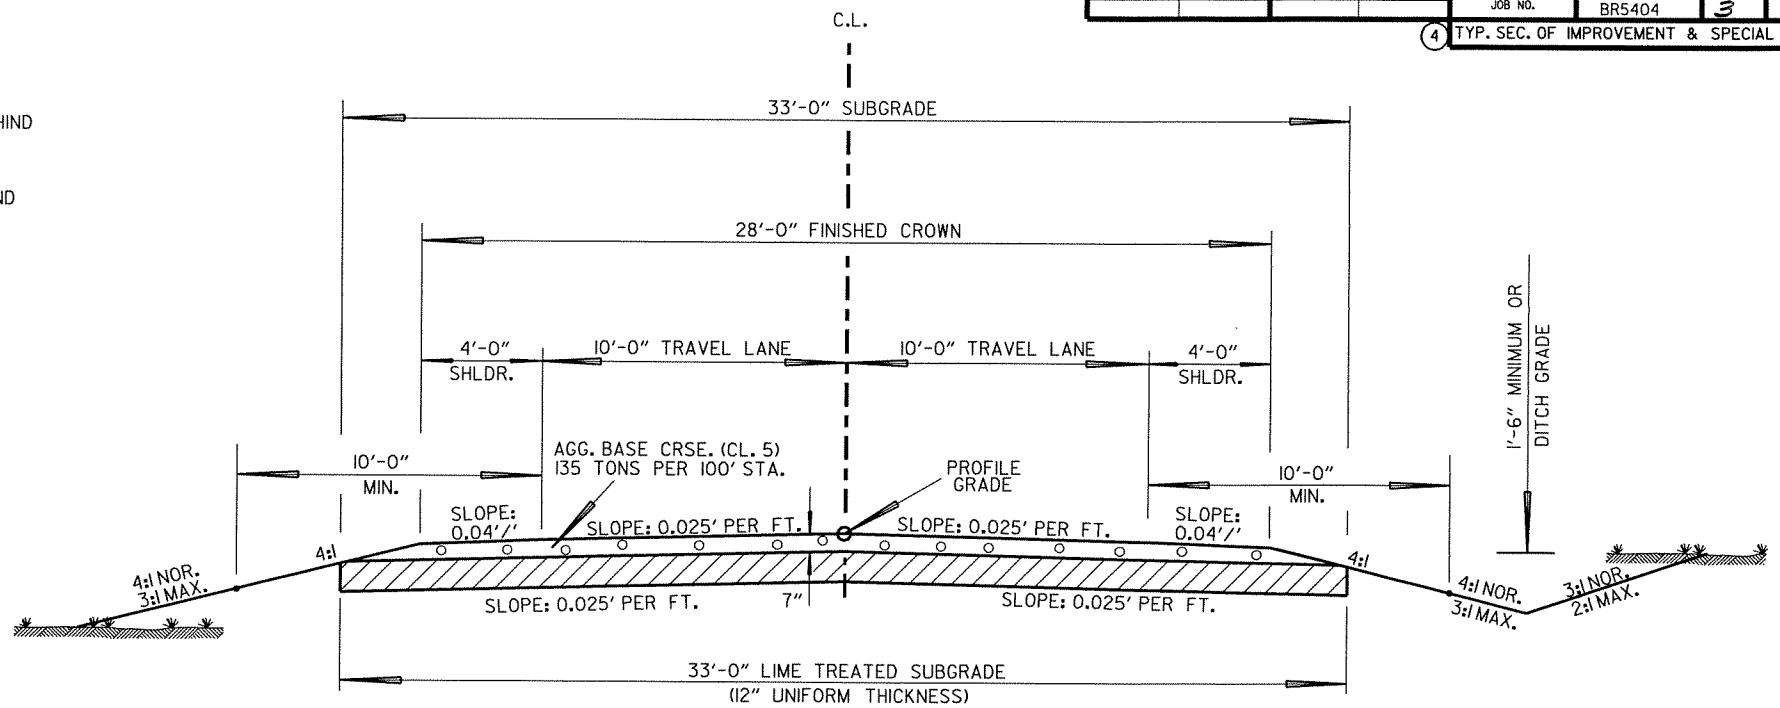 JOB NO. BR5404 3
4 TYP. SEC. OF IMPROVEMENT & SPECIAL
C.L.
33'-0" SUBGRADE
28'-0" FINISHED CROWN
4'-0"
SHLDR.
10'-0" TRAVEL LANE
10'-0" TRAVEL LANE
4'-0"
SHLDR.
1'-6" MINIMUM OR
DITCH GRADE
10'-0"
MIN.
AGG. BASE CRSE. (CL. 5)
135 TONS PER 100' STA.
PROFILE
GRADE
10'-0"
MIN.
SLOPE:
0.04'/'
SLOPE: 0.025' PER FT.
SLOPE: 0.025' PER FT.
SLOPE:
0.04'/'
4:1
4:1
4:1 NOR.
3:1 MAX.
4:1 NOR.
3:1 MAX.
3:1 NOR.
2:1 MAX.
SLOPE: 0.025' PER FT.
7"
SLOPE: 0.025' PER FT.
33'-0" LIME TREATED SUBGRADE
(12" UNIFORM THICKNESS)